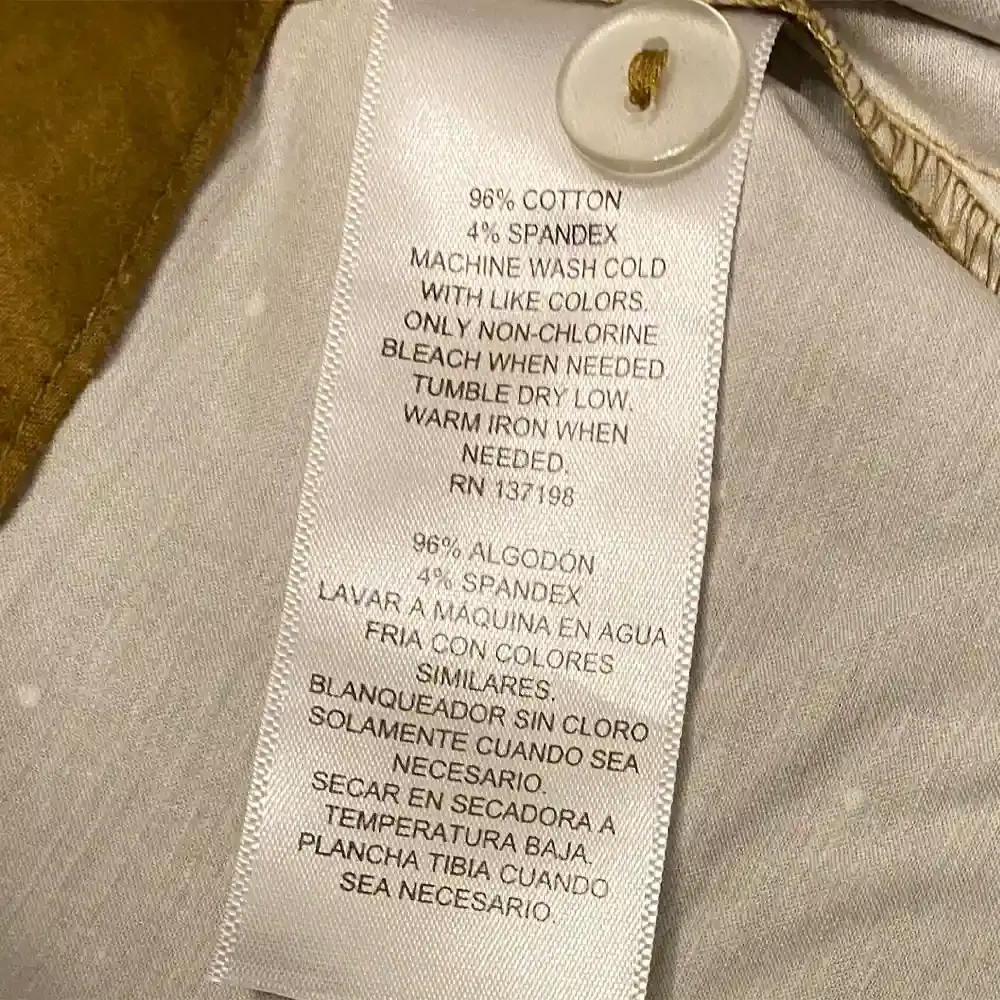 96% COTTON
4% SPANDEX
MACHINE WASH COLD
WITH LIKE COLORS.
ONLY NON-CHLORINE
BLEACH WHEN NEEDED
TUMBLE DRY LOW.
WARM IRON WHEN
NEEDED.
RN 137198
96% ALGODÓN
4% SPANDEX
LAVAR A MÁQUINA EN AGUA
FRIA CON COLORES
SIMILARES.
BLANQUEADOR SIN CLORO
SOLAMENTE CUANDO SEA
NECESARIO.
SECAR EN SECADORA A
TEMPERATURA BAJA.
PLANCHA TIBIA CUANDO
SEA NECESARIO.